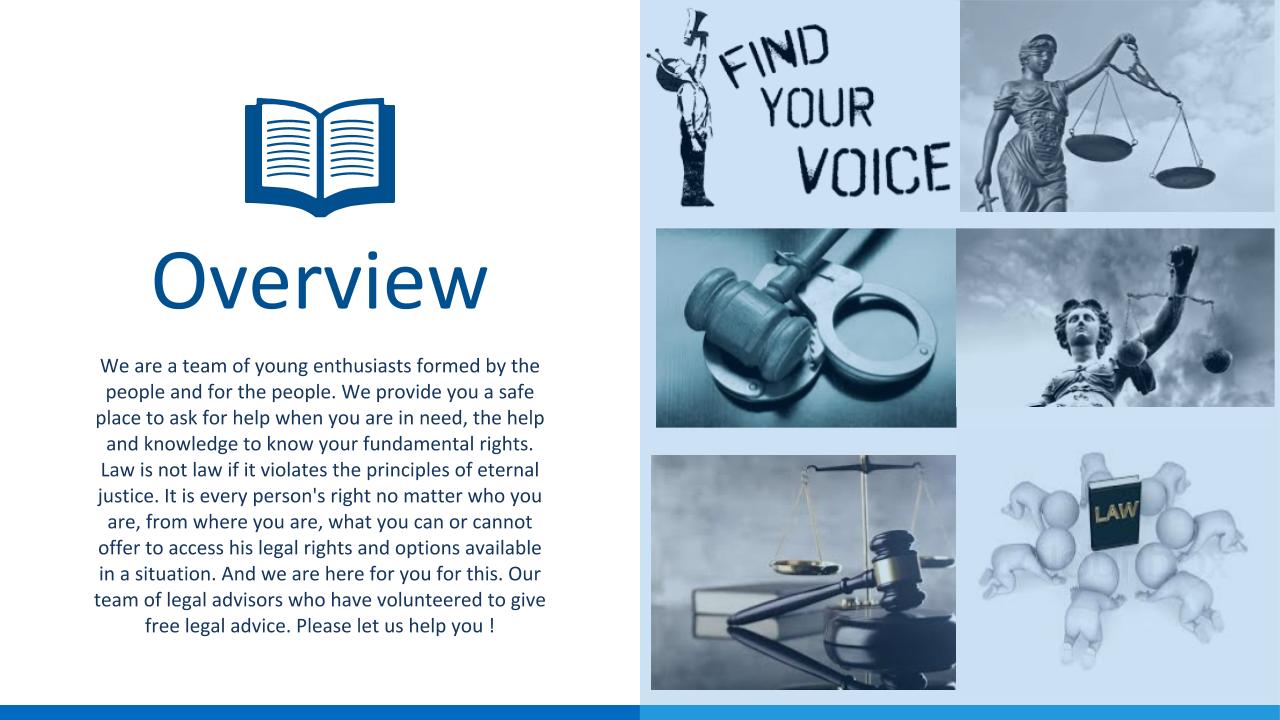 Overview
We are a team of young enthusiasts formed by the
people and for the people. We provide you a safe
place to ask for help when you are in need, the help
and knowledge to know your fundamental rights.
Law is not law if it violates the principles of eternal
justice. It is every person's right no matter who you
are, from where you are, what you can or cannot
offer to access his legal rights and options available
in a situation. And we are here for you for this. Our
team of legal advisors who have volunteered to give
free legal advice. Please let us help you !
FIND
YOUR
VOICE
LAW